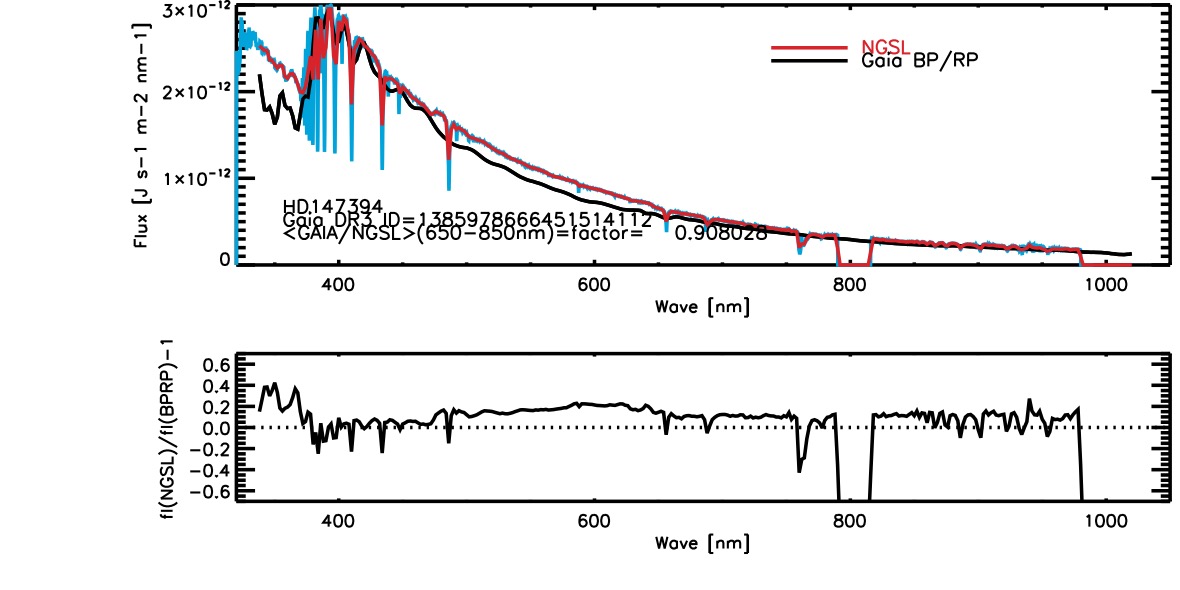 3×10⁻¹²
2×10⁻¹²
1×10⁻¹²
0
Flux [J s−1 m−2 nm−1]
NGSL
Gaia BP/RP
HD147394
Gaia DR3 ID=1385978666451514112
<GAIA/NGSL>(650−850nm)=factor= 0.908028
400 600 800 1000
Wave [nm]
fl(NGSL)/fl(BPRP)−1
0.6
0.4
0.2
0.0
−0.2
−0.4
−0.6
400 600 800 1000
Wave [nm]